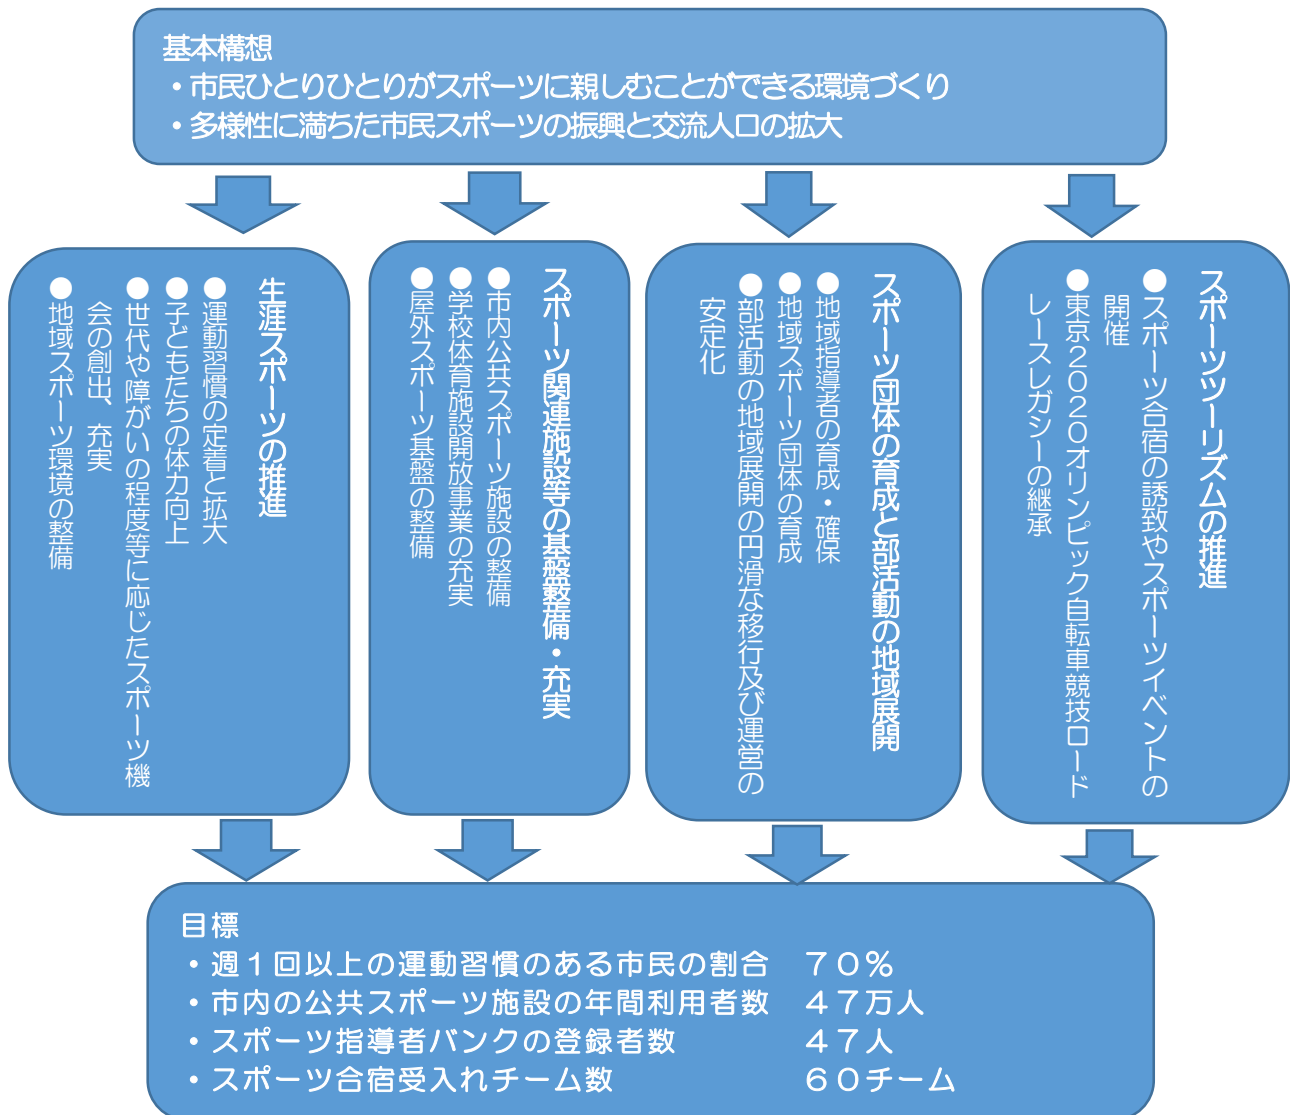 基本構想
・市民ひとりひとりがスポーツに親しむことができる環境づくり
・多様性に満ちた市民スポーツの振興と交流人口の拡大
生涯スポーツの推進
●運動習慣の定着と拡大
●子どもたちの体力向上
●世代や障がいの程度等に応じたスポーツ機
会の創出、充実
●地域スポーツ環境の整備
スポーツ関連施設等の基盤整備・充実
●市内公共スポーツ施設の整備
●学校体育施設開放事業の充実
●屋外スポーツ基盤の整備
スポーツ団体の育成と部活動の地域展開
●地域指導者の育成・確保
●地域スポーツ団体の育成
●部活動の地域展開の円滑な移行及び運営の
安定化
スポーツツーリズムの推進
●スポーツ合宿の誘致やスポーツイベントの
開催
●東京２０２０オリンピック自転車競技ロード
レースレガシーの継承
目標
・週１回以上の運動習慣のある市民の割合　７０％
・市内の公共スポーツ施設の年間利用者数　４７万人
・スポーツ指導者バンクの登録者数　４７人
・スポーツ合宿受入れチーム数　６０チーム